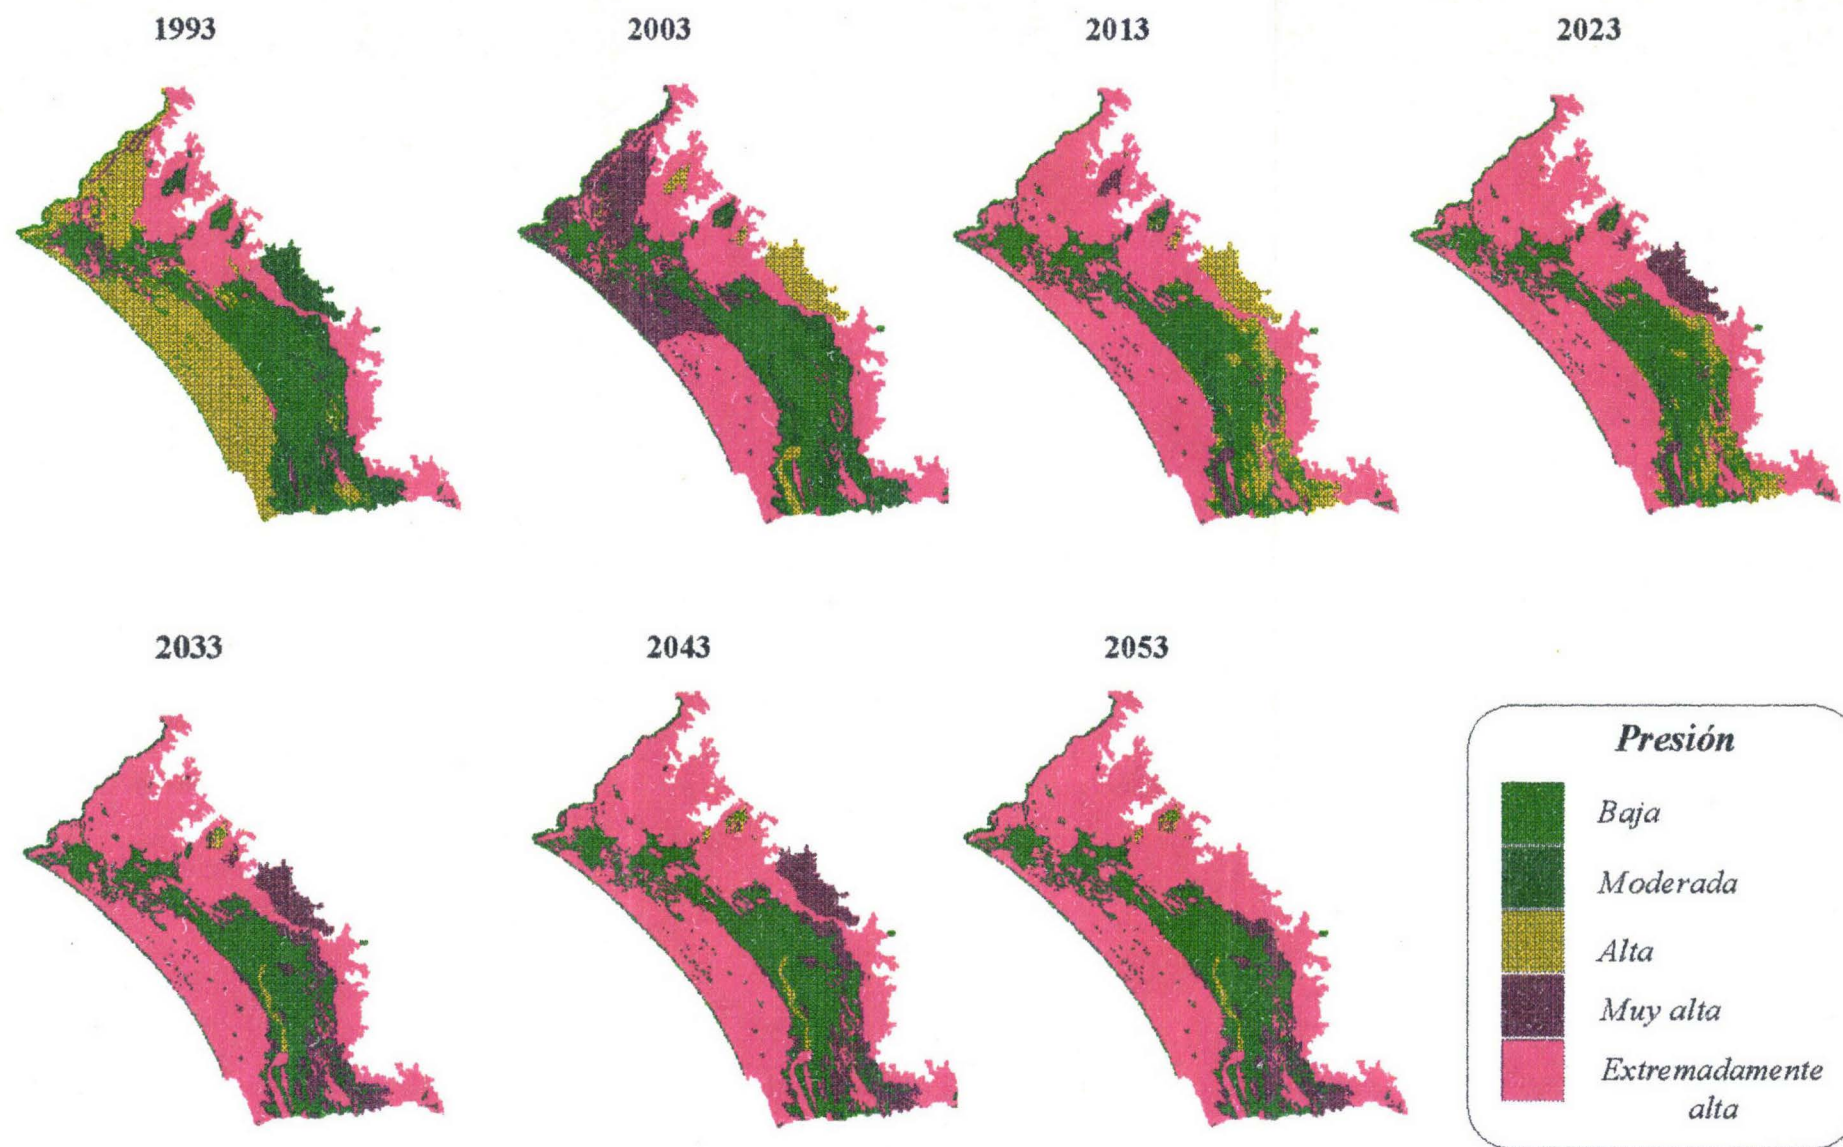 1993
2003
2013
2023
2033
2043
2053
Presión
Baja
Moderada
Alta
Muy alta
Extremadamente
alta